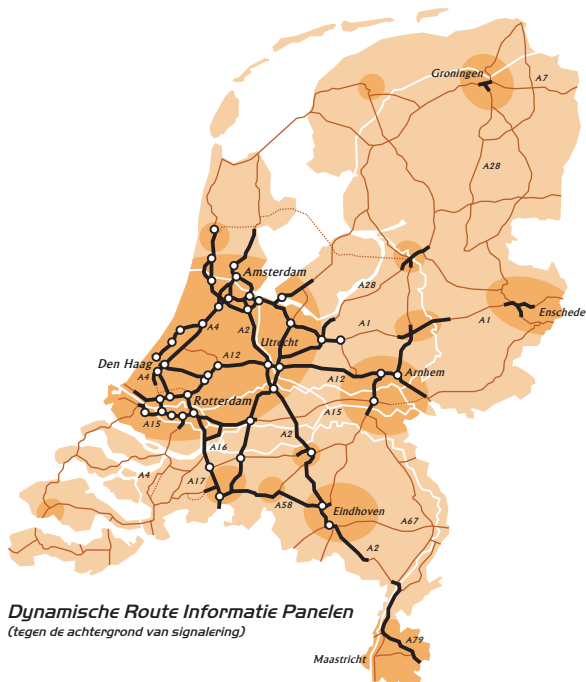 Groningen
A7
A28
Amsterdam
A28
Enschede
A4
A2
A1
A1
Utrecht
Den Haag
A12
A4
A12
Arnhem
Rotterdam
A15
A15
A16
A2
A4
A17
A58
Eindhoven
A67
A2
Dynamische Route Informatie Panelen
(tegen de achtergrond van signalering)
A79
Maastricht